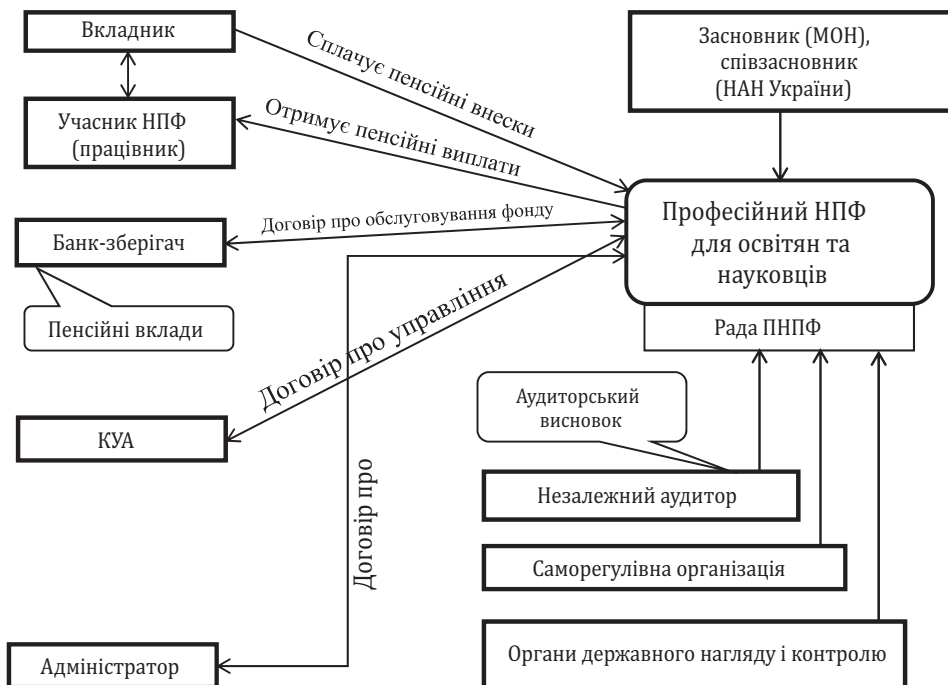 Вкладник
Сплачує пенсійні внески
Засновник (МОН),
співзасновник
(НАН України)
Учасник НПФ
(працівник)
Отримує пенсійні виплати
Професійний НПФ
для освітян та
науковців
Договір про обслуговування фонду
Банк-зберігач
Пенсійні вклади
Рада ПНПФ
Договір про управління
Аудиторський
висновок
КУА
Незалежний аудитор
Договір про
Саморегулівна організація
Адміністратор
Органи державного нагляду і контролю